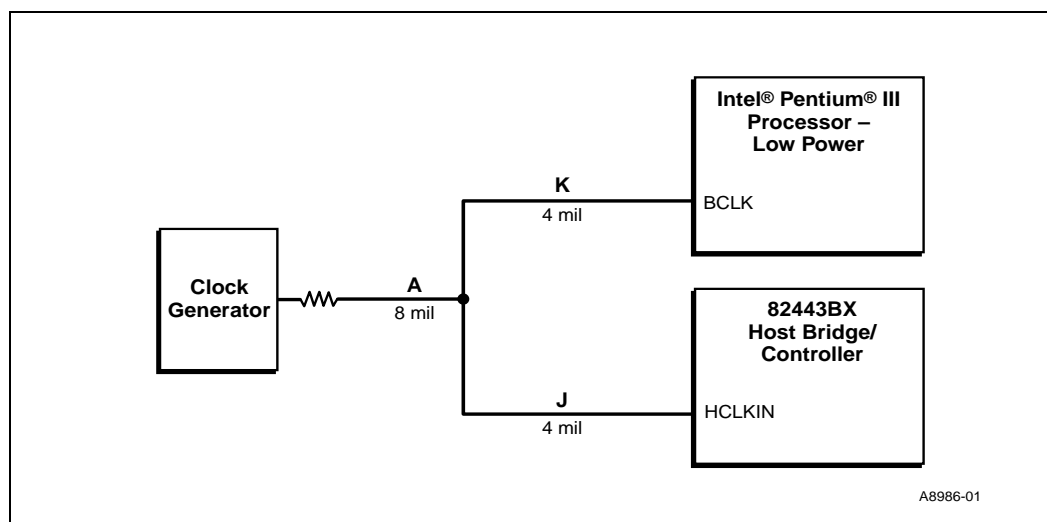 Intel® Pentium® III
Processor –
Low Power
BCLK
K
4 mil
Clock
Generator
A
8 mil
82443BX
Host Bridge/
Controller
HCLKIN
J
4 mil
A8986-01